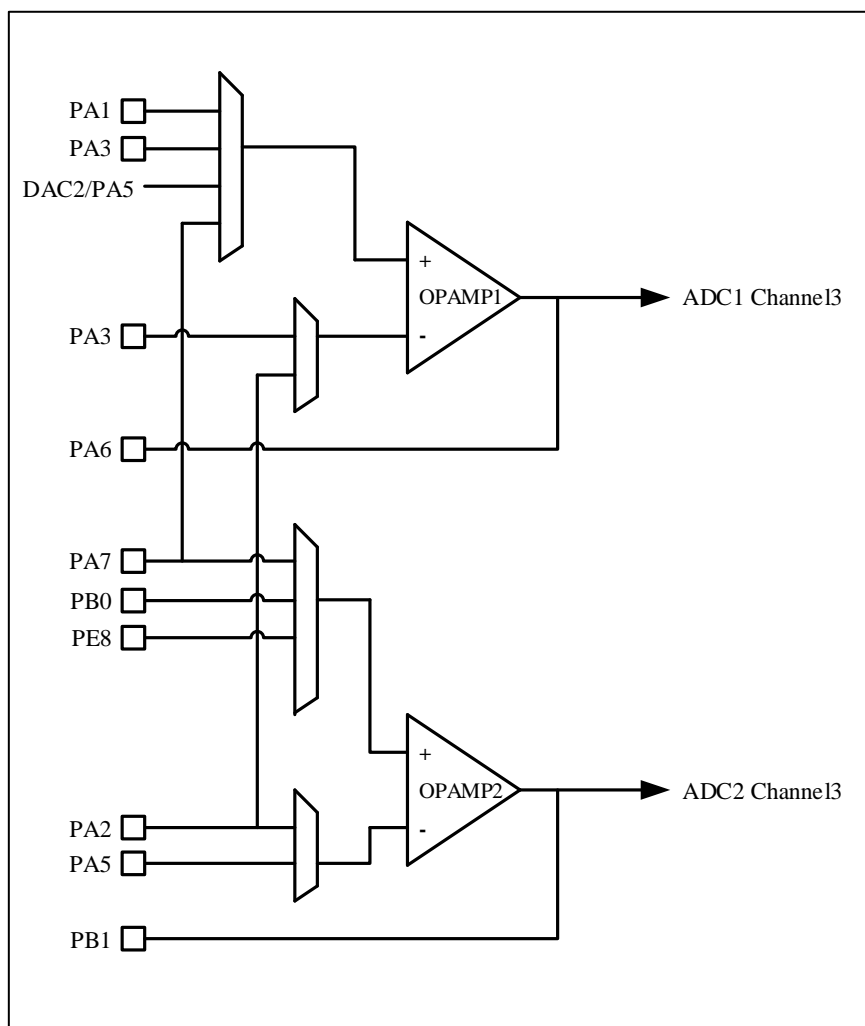 PA1
PA3
DAC2/PA5
+
OPAMP1
-
ADC1 Channel3
PA3
PA6
PA7
PB0
PE8
+
OPAMP2
-
ADC2 Channel3
PA2
PA5
PB1